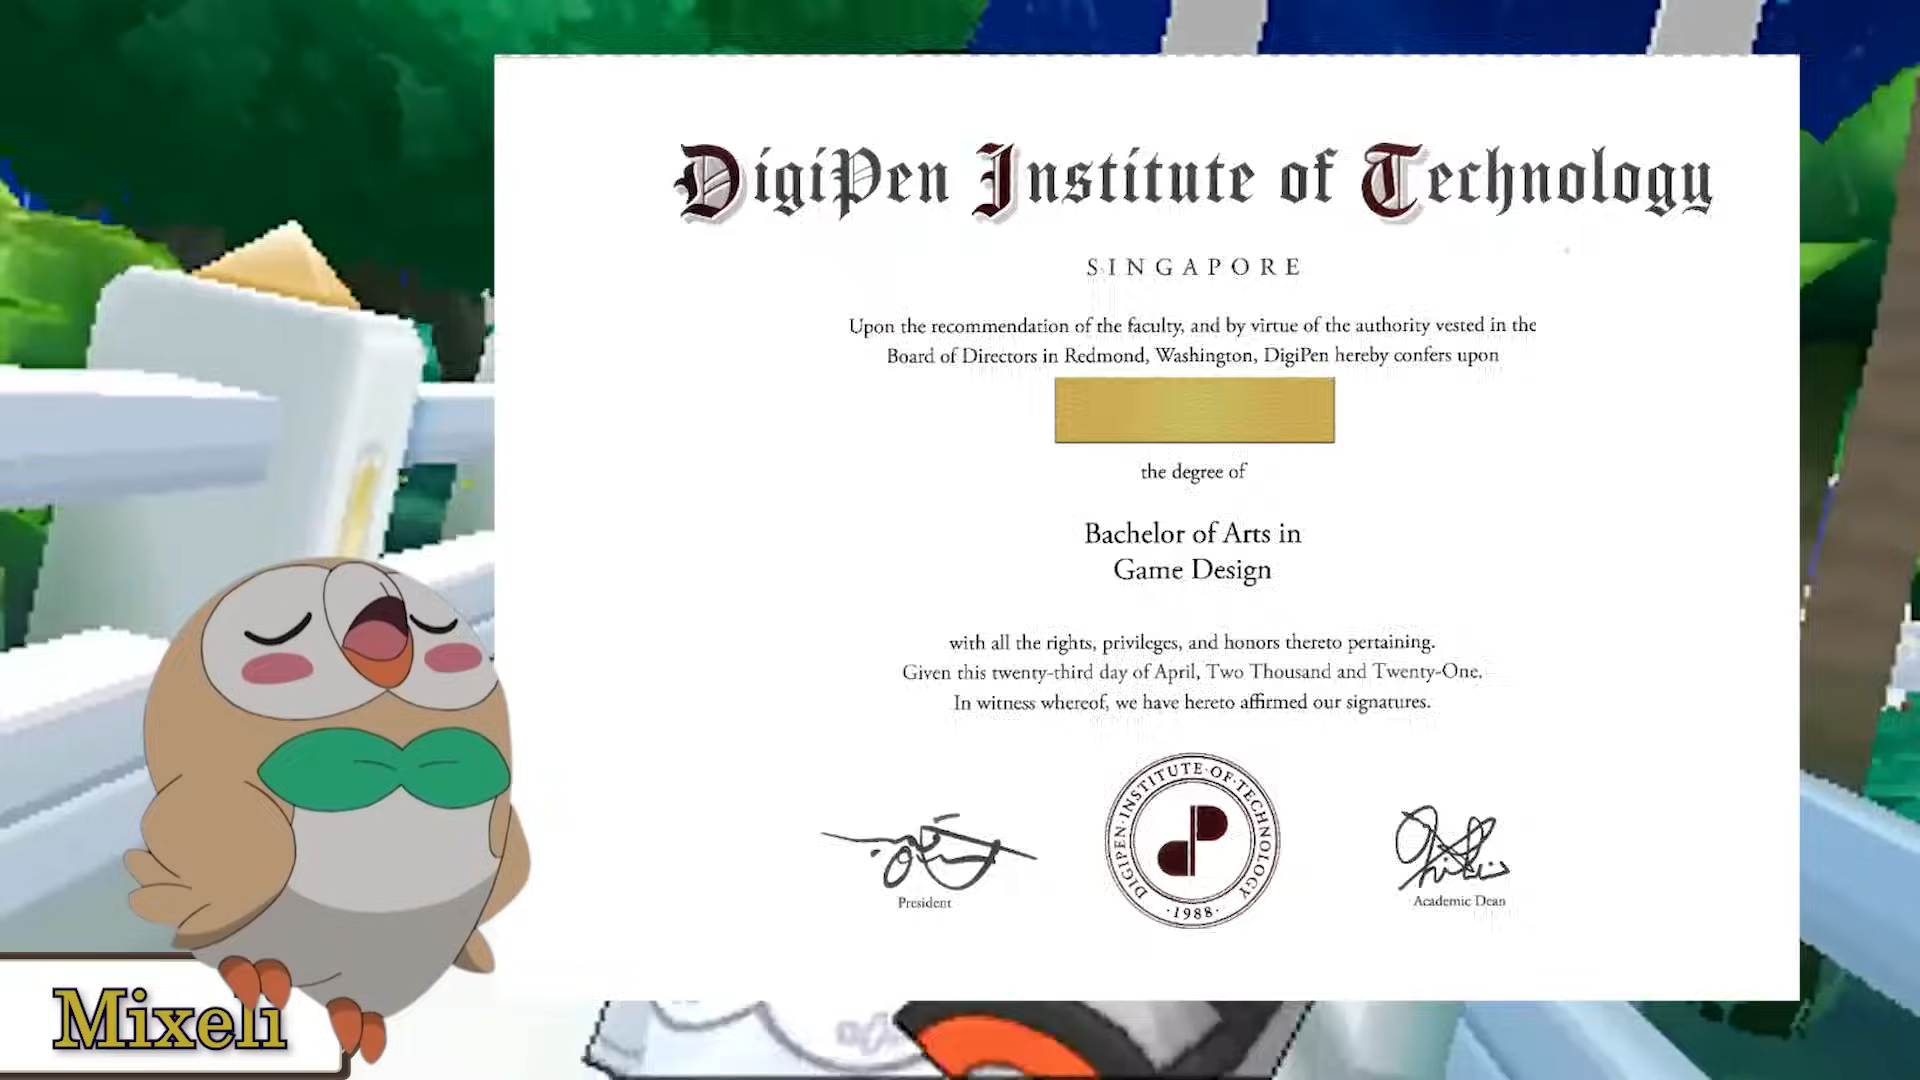 DigiPen Institute of Technology
SINGAPORE
Upon the recommendation of the faculty, and by virtue of the authority vested in the
Board of Directors in Redmond, Washington, DigiPen hereby confers upon
the degree of
Bachelor of Arts in
Game Design
with all the rights, privileges, and honors thereto pertaining.
Given this twenty-third day of April, Two Thousand and Twenty-One.
In witness whereof, we have hereto affirmed our signatures.
DIGIPEN·INSTITUTE·OF·TECHNOLOGY
·1988·
President
Academic Dean
Mixeli